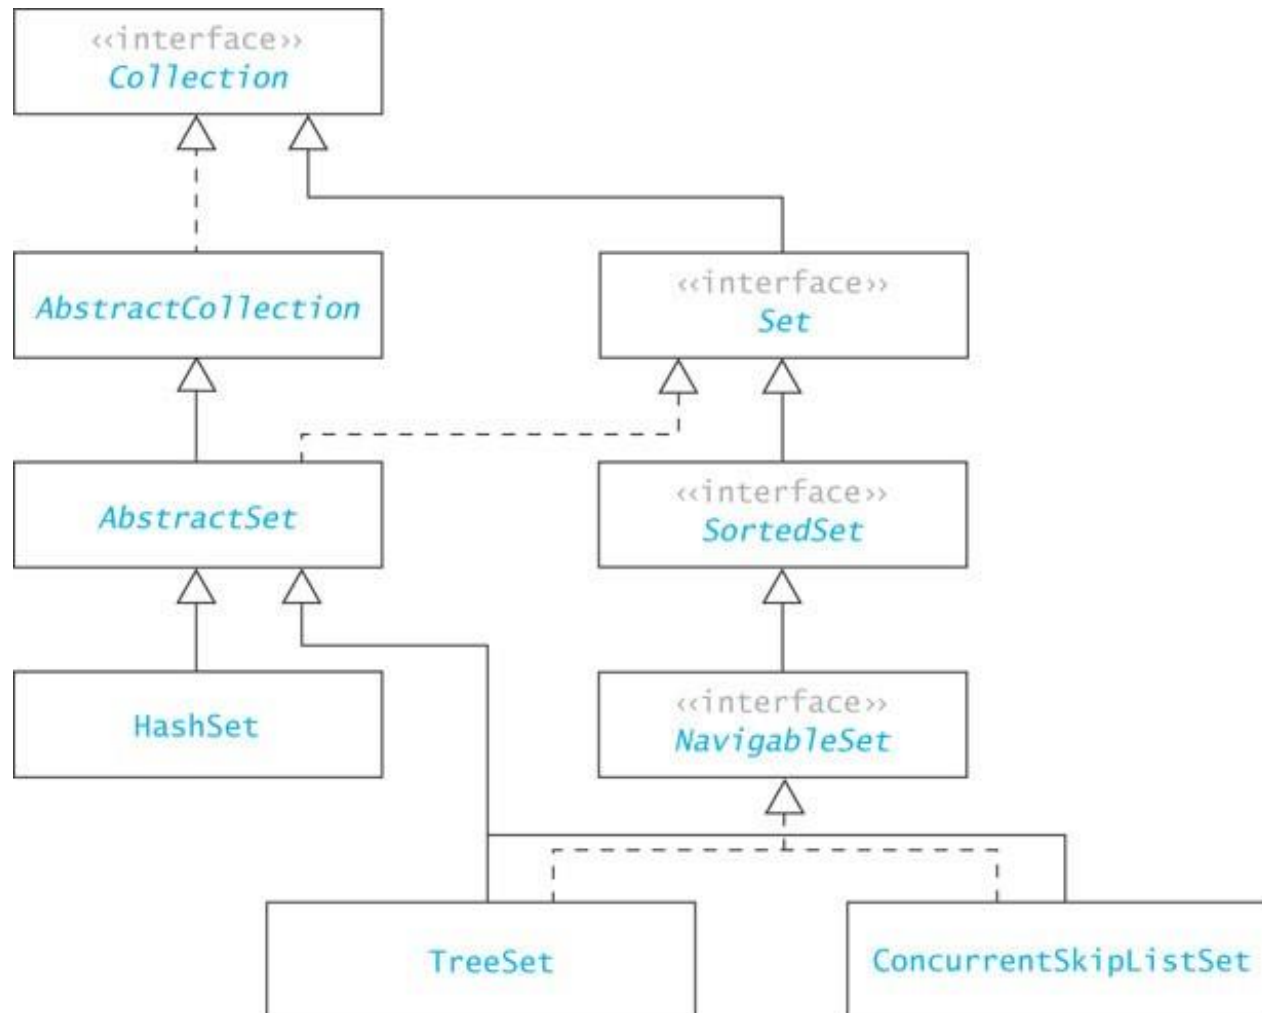 ‹‹interface››
Collection
AbstractCollection
‹‹interface››
Set
AbstractSet
‹‹interface››
SortedSet
HashSet
‹‹interface››
NavigableSet
TreeSet
ConcurrentSkipListSet